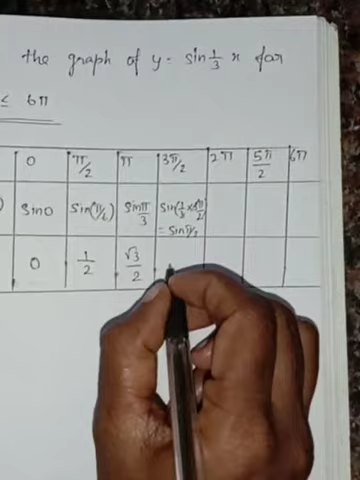 the graph of y = sin 1/3 x for
≤ 6π
0 π/2 π 3π/2 2π 5π/2 6π
) sin0 sin(π/6) sin π/3 sin(1/3 × 3π/2)
= sin π/2
0 1/2 √3/2